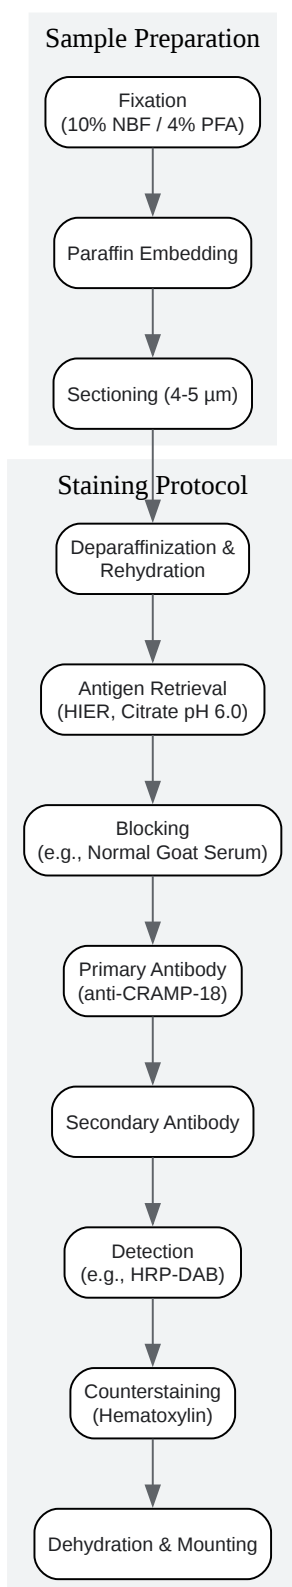 Sample Preparation
Fixation
(10% NBF / 4% PFA)
Paraffin Embedding
Sectioning (4-5 µm)
Staining Protocol
Deparaffinization &
Rehydration
Antigen Retrieval
(HIER, Citrate pH 6.0)
Blocking
(e.g., Normal Goat Serum)
Primary Antibody
(anti-CRAMP-18)
Secondary Antibody
Detection
(e.g., HRP-DAB)
Counterstaining
(Hematoxylin)
Dehydration & Mounting